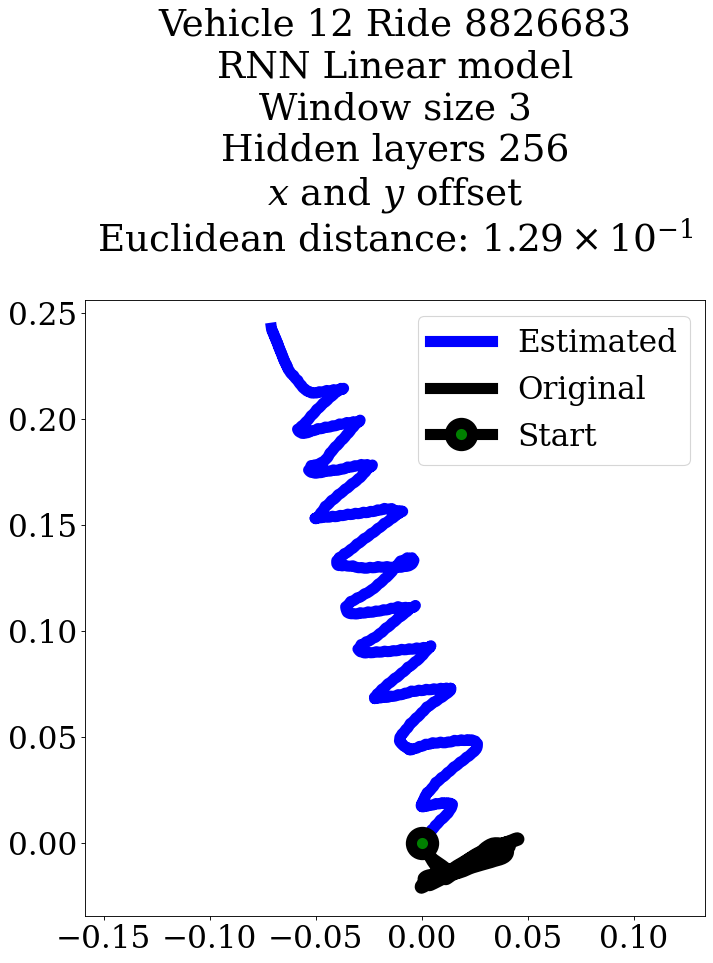 Vehicle 12 Ride 8826683
RNN Linear model
Window size 3
Hidden layers 256
x and y offset
Euclidean distance: 1.29 × 10⁻¹
Estimated
Original
Start
0.25
0.20
0.15
0.10
0.05
0.00
−0.15 −0.10 −0.05 0.00 0.05 0.10